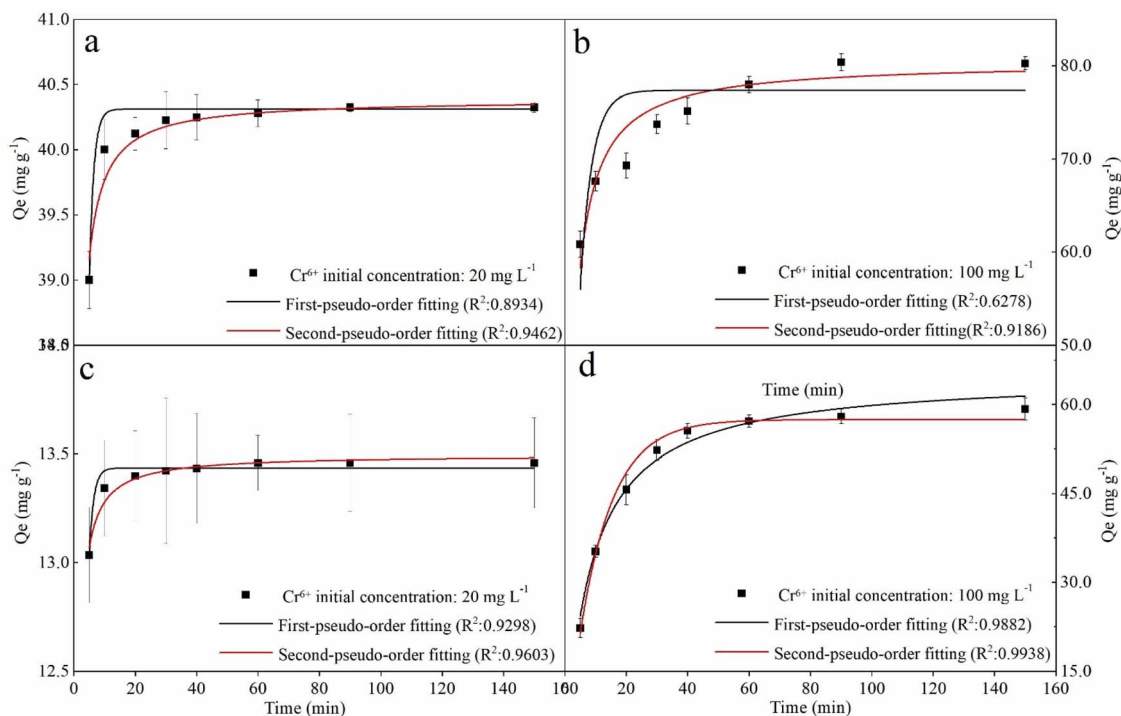 a
41.0
40.5
40.0
39.5
39.0
38.0
Qe (mg g⁻¹)
Cr⁶⁺ initial concentration: 20 mg L⁻¹
First-pseudo-order fitting (R²:0.8934)
Second-pseudo-order fitting (R²:0.9462)
b
80.0
70.0
60.0
50.0
Qe (mg g⁻¹)
Cr⁶⁺ initial concentration: 100 mg L⁻¹
First-pseudo-order fitting (R²:0.6278)
Second-pseudo-order fitting(R²:0.9186)
c
13.5
13.0
12.5
Qe (mg g⁻¹)
Cr⁶⁺ initial concentration: 20 mg L⁻¹
First-pseudo-order fitting (R²:0.9298)
Second-pseudo-order fitting (R²:0.9603)
0 20 40 60 80 100 120 140 160
Time (min)
d
Time (min)
60.0
45.0
30.0
15.0
Qe (mg g⁻¹)
Cr⁶⁺ initial concentration: 100 mg L⁻¹
First-pseudo-order fitting (R²:0.9882)
Second-pseudo-order fitting (R²:0.9938)
20 40 60 80 100 120 140 160
Time (min)